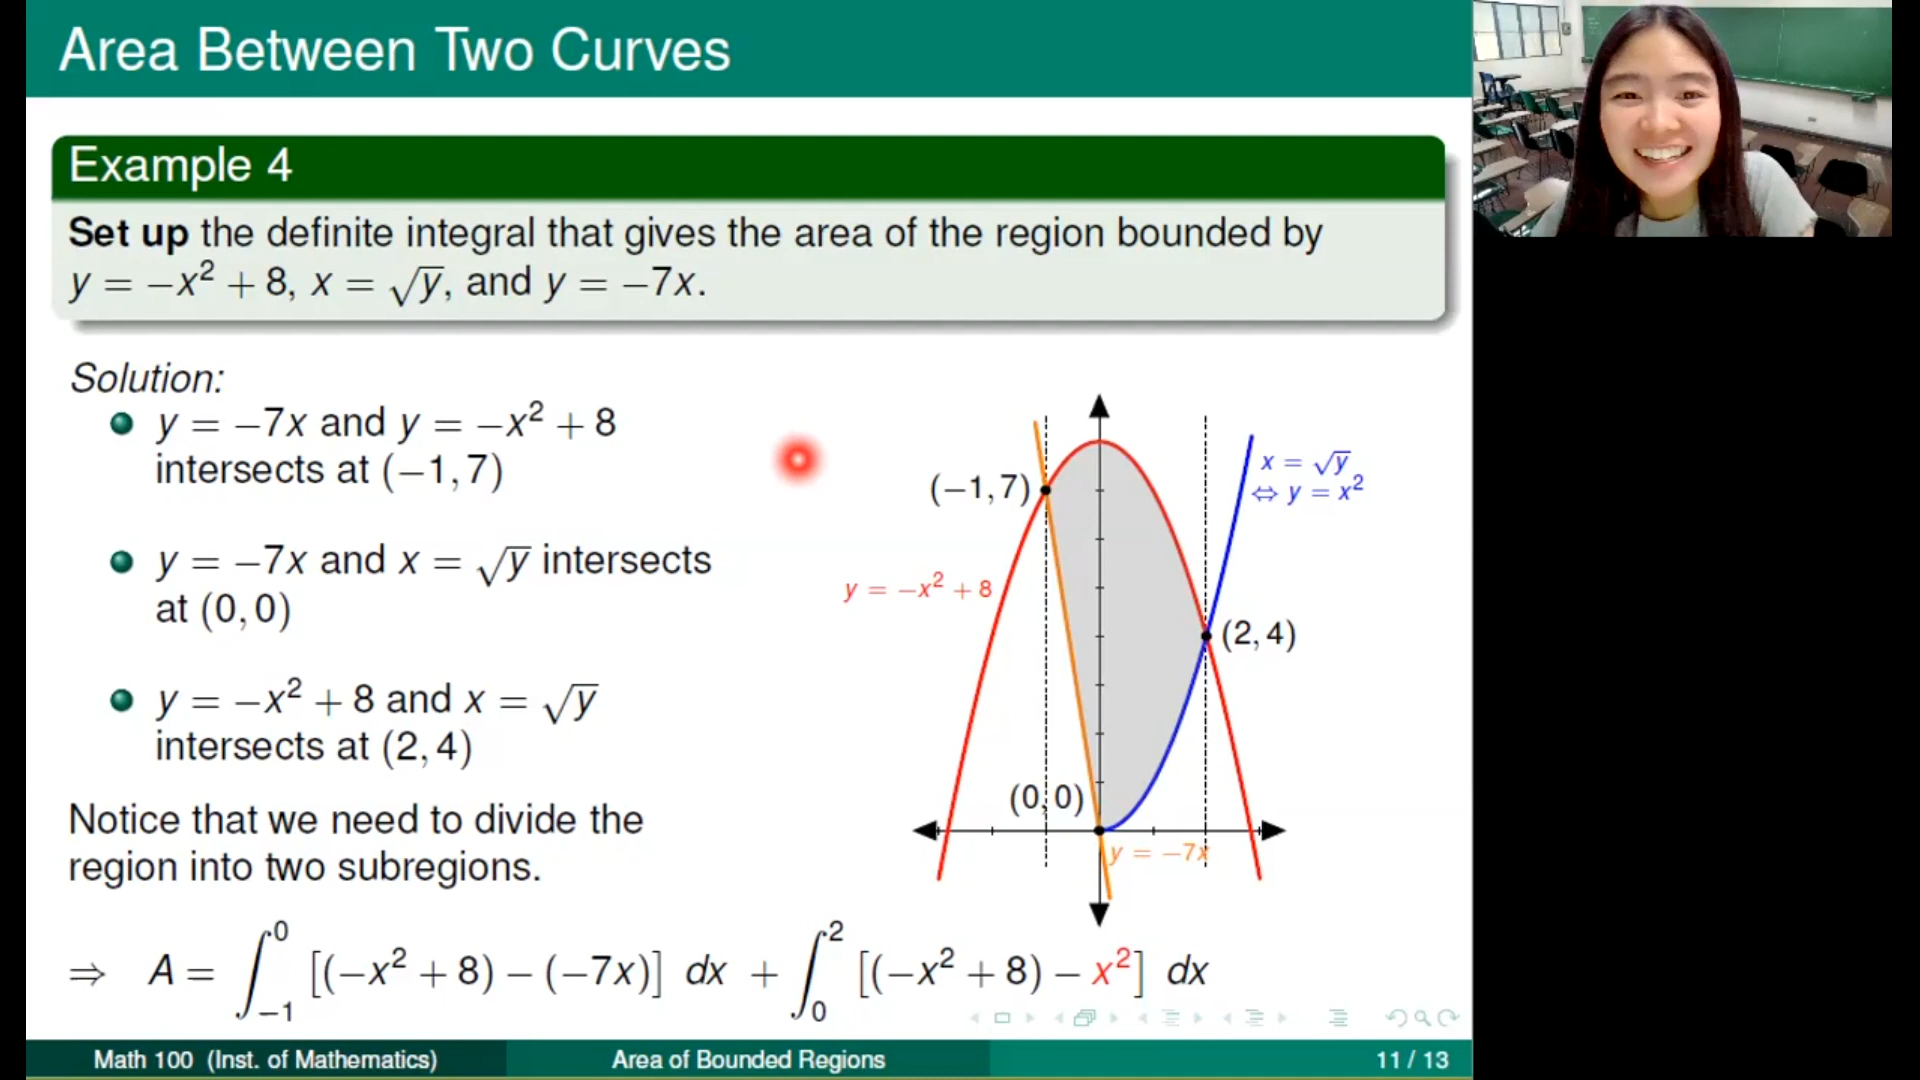 Area Between Two Curves
Example 4
Set up the definite integral that gives the area of the region bounded by
y = −x² + 8, x = √y, and y = −7x.
Solution:
y = −7x and y = −x² + 8
intersects at (−1, 7)
y = −7x and x = √y intersects
at (0, 0)
y = −x² + 8 and x = √y
intersects at (2, 4)
Notice that we need to divide the
region into two subregions.
x = √y
⇔ y = x²
(−1, 7)
y = −x² + 8
(2, 4)
(0, 0)
y = −7x
⇒ A = ∫₋₁⁰ [(−x² + 8) − (−7x)] dx + ∫₀² [(−x² + 8) − x²] dx
Math 100 (Inst. of Mathematics) Area of Bounded Regions 11 / 13